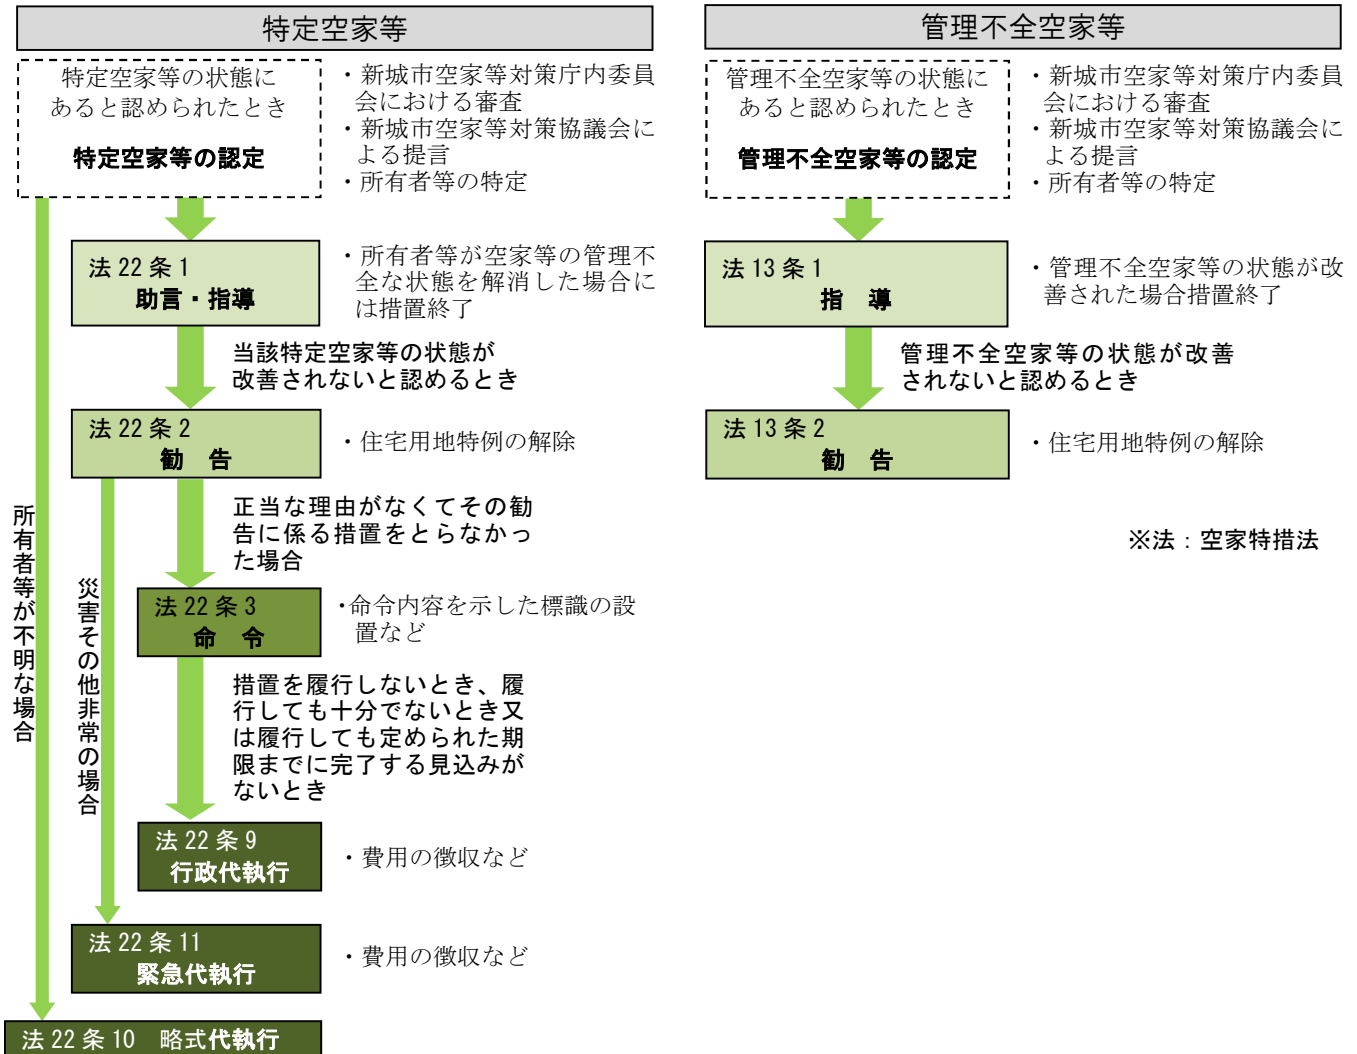 特定空家等
特定空家等の状態に
あると認められたとき
特定空家等の認定
・新城市空家等対策庁内委員
会における審査
・新城市空家等対策協議会に
よる提言
・所有者等の特定
法 22 条 1
助言・指導
・所有者等が空家等の管理不
全な状態を解消した場合に
は措置終了
当該特定空家等の状態が
改善されないと認めるとき
法 22 条 2
勧 告
・住宅用地特例の解除
正当な理由がなくてその勧
告に係る措置をとらなかっ
た場合
法 22 条 3
命 令
・命令内容を示した標識の設
置など
措置を履行しないとき、履
行しても十分でないとき又
は履行しても定められた期
限までに完了する見込みが
ないとき
法 22 条 9
行政代執行
・費用の徴収など
災害その他非常の場合
法 22 条 11
緊急代執行
・費用の徴収など
所有者等が不明な場合
法 22 条 10 略式代執行
管理不全空家等
管理不全空家等の状態に
あると認められたとき
管理不全空家等の認定
・新城市空家等対策庁内委員
会における審査
・新城市空家等対策協議会に
よる提言
・所有者等の特定
法 13 条 1
指 導
・管理不全空家等の状態が改
善された場合措置終了
管理不全空家等の状態が改善
されないと認めるとき
法 13 条 2
勧 告
・住宅用地特例の解除
※法：空家特措法